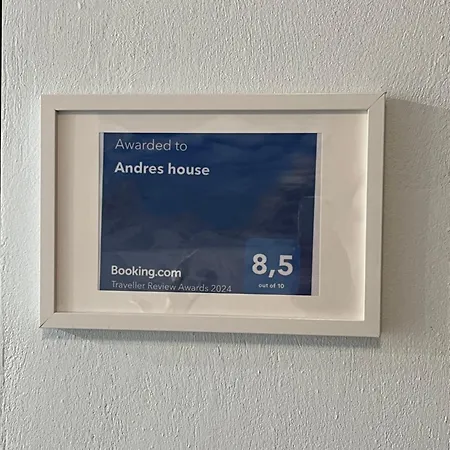 Awarded to
Andres house
Booking.com
Traveller Review Awards 2024
8,5
out of 10